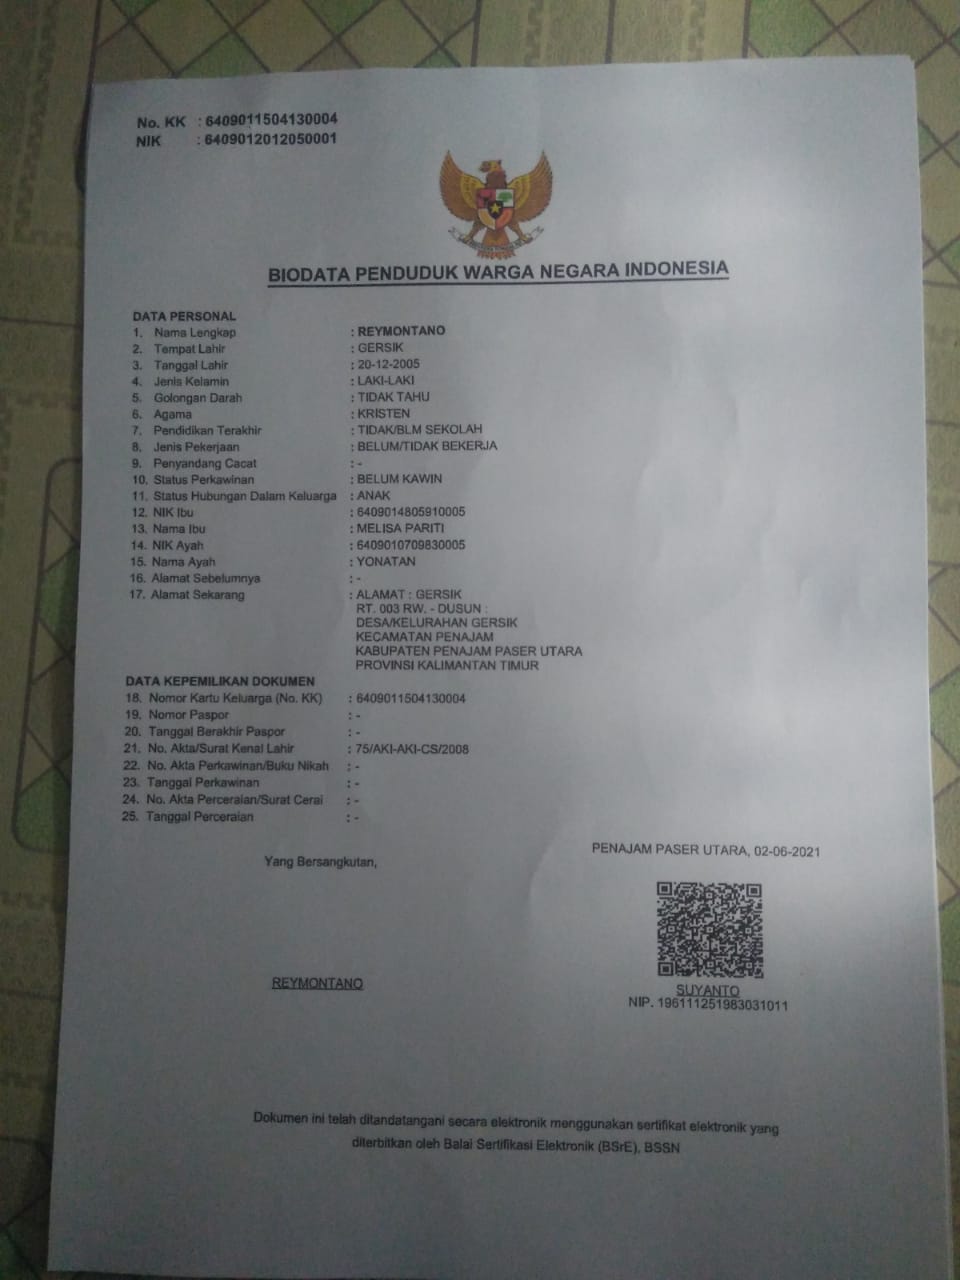 No. KK : 6409011504130004
NIK : 6409012012050001
BIODATA PENDUDUK WARGA NEGARA INDONESIA
DATA PERSONAL
1. Nama Lengkap : REYMONTANO
2. Tempat Lahir : GERSIK
3. Tanggal Lahir : 20-12-2005
4. Jenis Kelamin : LAKI-LAKI
5. Golongan Darah : TIDAK TAHU
6. Agama : KRISTEN
7. Pendidikan Terakhir : TIDAK/BLM SEKOLAH
8. Jenis Pekerjaan : BELUM/TIDAK BEKERJA
9. Penyandang Cacat : -
10. Status Perkawinan : BELUM KAWIN
11. Status Hubungan Dalam Keluarga : ANAK
12. NIK Ibu : 6409014805910005
13. Nama Ibu : MELISA PARITI
14. NIK Ayah : 6409010709830005
15. Nama Ayah : YONATAN
16. Alamat Sebelumnya : -
17. Alamat Sekarang : ALAMAT : GERSIK
RT. 003 RW. - DUSUN :
DESA/KELURAHAN GERSIK
KECAMATAN PENAJAM
KABUPATEN PENAJAM PASER UTARA
PROVINSI KALIMANTAN TIMUR
DATA KEPEMILIKAN DOKUMEN
18. Nomor Kartu Keluarga (No. KK) : 6409011504130004
19. Nomor Paspor : -
20. Tanggal Berakhir Paspor : -
21. No. Akta/Surat Kenal Lahir : 75/AKI-AKI-CS/2008
22. No. Akta Perkawinan/Buku Nikah : -
23. Tanggal Perkawinan : -
24. No. Akta Perceraian/Surat Cerai : -
25. Tanggal Perceraian : -
PENAJAM PASER UTARA, 02-06-2021
Yang Bersangkutan,
REYMONTANO
SUYANTO
NIP. 196111251983031011
Dokumen ini telah ditandatangani secara elektronik menggunakan sertifikat elektronik yang
diterbitkan oleh Balai Sertifikasi Elektronik (BSrE), BSSN